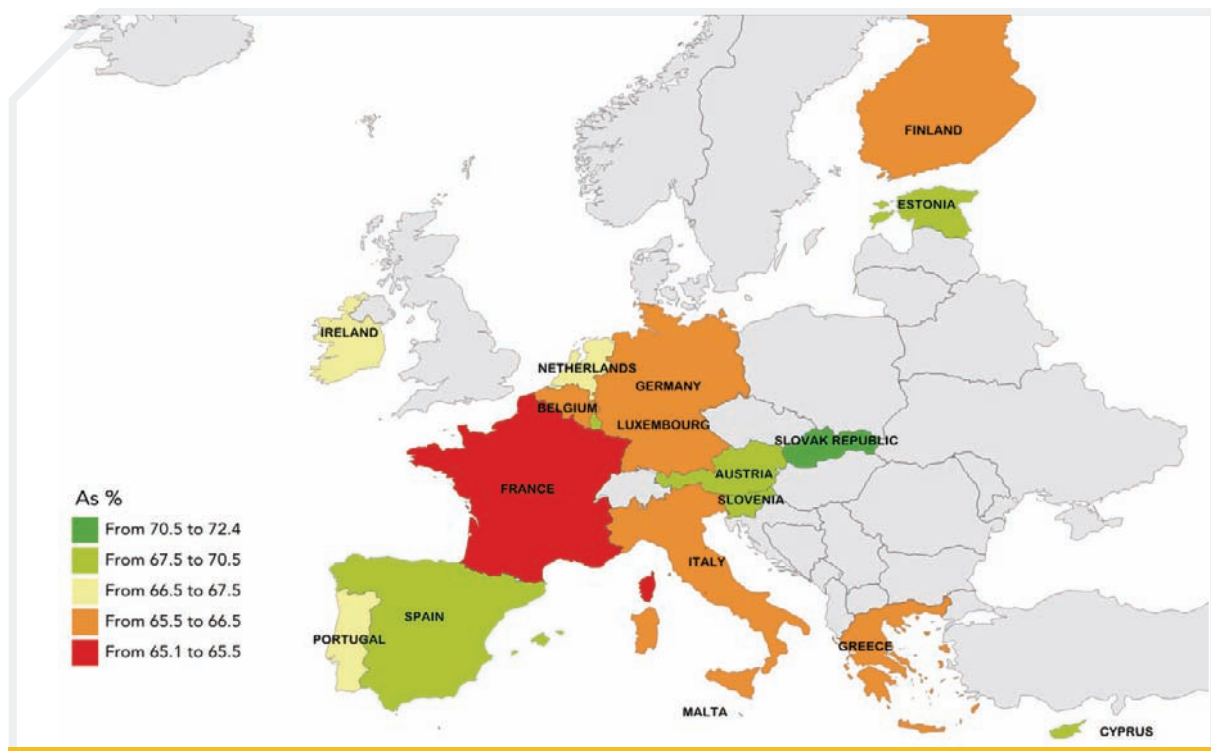 FINLAND
ESTONIA
IRELAND
NETHERLANDS
GERMANY
BELGIUM
LUXEMBOURG
SLOVAK REPUBLIC
AUSTRIA
FRANCE
SLOVENIA
ITALY
SPAIN
PORTUGAL
GREECE
MALTA
CYPRUS
As %
From 70.5 to 72.4
From 67.5 to 70.5
From 66.5 to 67.5
From 65.5 to 66.5
From 65.1 to 65.5